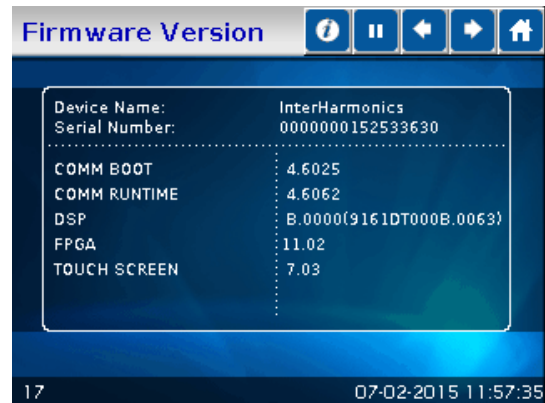 Firmware Version
Device Name: InterHarmonics
Serial Number: 0000000152533630
COMM BOOT 4.6025
COMM RUNTIME 4.6062
DSP B.0000(9161DT000B.0063)
FPGA 11.02
TOUCH SCREEN 7.03
17 07-02-2015 11:57:35